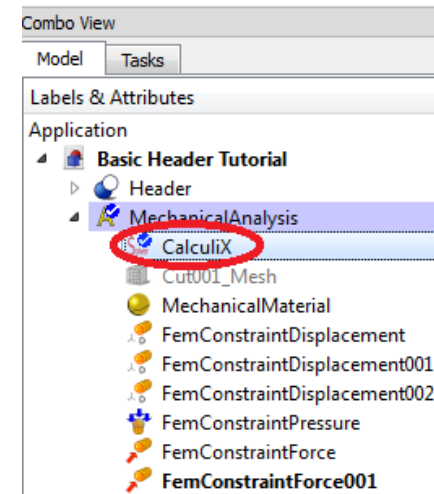 Combo View
Model Tasks
Labels & Attributes
Application
Basic Header Tutorial
Header
MechanicalAnalysis
CalculiX
Cut001_Mesh
MechanicalMaterial
FemConstraintDisplacement
FemConstraintDisplacement001
FemConstraintDisplacement002
FemConstraintPressure
FemConstraintForce
FemConstraintForce001